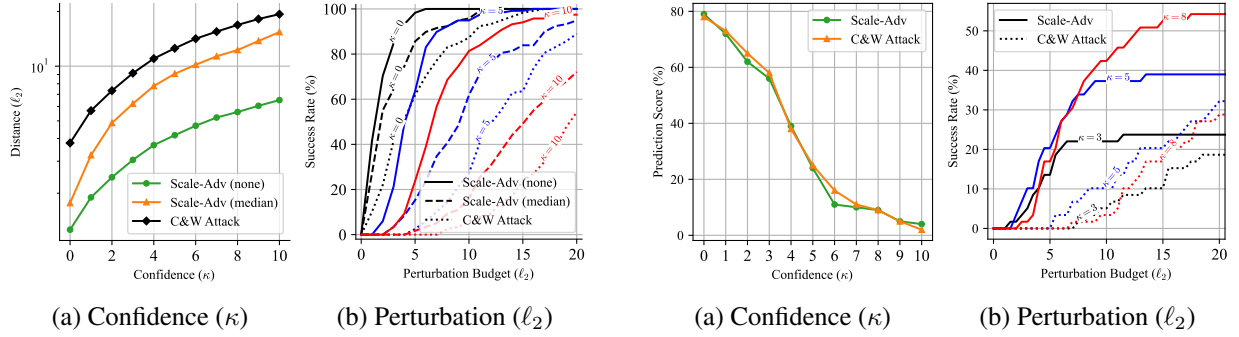 10¹
Distance (ℓ₂)
Scale-Adv (none)
Scale-Adv (median)
C&W Attack
0 2 4 6 8 10
Confidence (κ)
(a) Confidence (κ)
100
80
60
40
20
0
Success Rate (%)
κ = 0
κ = 5
κ = 10
κ = 0
κ = 5
κ = 10
κ = 0
κ = 5
κ = 10
Scale-Adv (none)
Scale-Adv (median)
C&W Attack
0 5 10 15 20
Perturbation Budget (ℓ₂)
(b) Perturbation (ℓ₂)
80
60
40
20
0
Prediction Score (%)
Scale-Adv
C&W Attack
0 1 2 3 4 5 6 7 8 9 10
Confidence (κ)
(a) Confidence (κ)
50
40
30
20
10
0
Success Rate (%)
Scale-Adv
C&W Attack
κ = 8
κ = 5
κ = 3
κ = 8
κ = 5
κ = 3
0 5 10 15 20
Perturbation Budget (ℓ₂)
(b) Perturbation (ℓ₂)